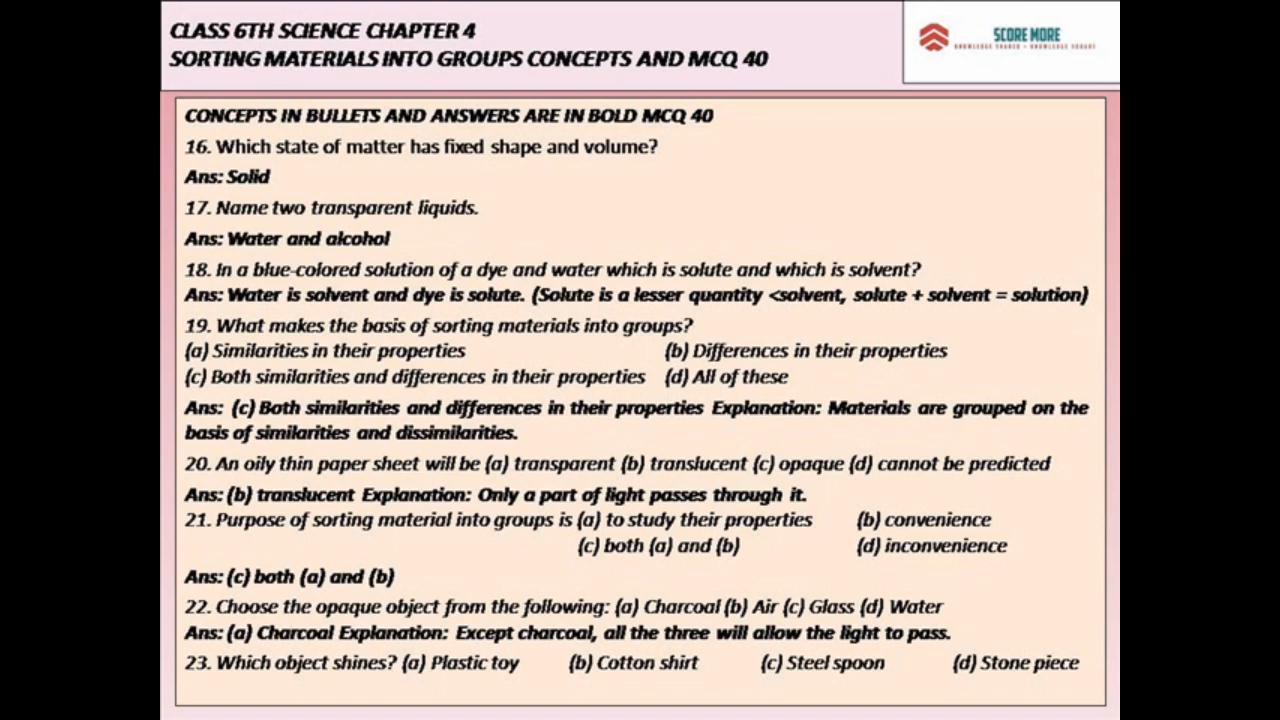 CLASS 6TH SCIENCE CHAPTER 4
SORTING MATERIALS INTO GROUPS CONCEPTS AND MCQ 40
SCORE MORE
KNOWLEDGE SHARED = KNOWLEDGE SQUARE
CONCEPTS IN BULLETS AND ANSWERS ARE IN BOLD MCQ 40
16. Which state of matter has fixed shape and volume?
Ans: Solid
17. Name two transparent liquids.
Ans: Water and alcohol
18. In a blue-colored solution of a dye and water which is solute and which is solvent?
Ans: Water is solvent and dye is solute. (Solute is a lesser quantity <solvent, solute + solvent = solution)
19. What makes the basis of sorting materials into groups?
(a) Similarities in their properties (b) Differences in their properties
(c) Both similarities and differences in their properties (d) All of these
Ans: (c) Both similarities and differences in their properties Explanation: Materials are grouped on the
basis of similarities and dissimilarities.
20. An oily thin paper sheet will be (a) transparent (b) translucent (c) opaque (d) cannot be predicted
Ans: (b) translucent Explanation: Only a part of light passes through it.
21. Purpose of sorting material into groups is (a) to study their properties (b) convenience
(c) both (a) and (b) (d) inconvenience
Ans: (c) both (a) and (b)
22. Choose the opaque object from the following: (a) Charcoal (b) Air (c) Glass (d) Water
Ans: (a) Charcoal Explanation: Except charcoal, all the three will allow the light to pass.
23. Which object shines? (a) Plastic toy (b) Cotton shirt (c) Steel spoon (d) Stone piece